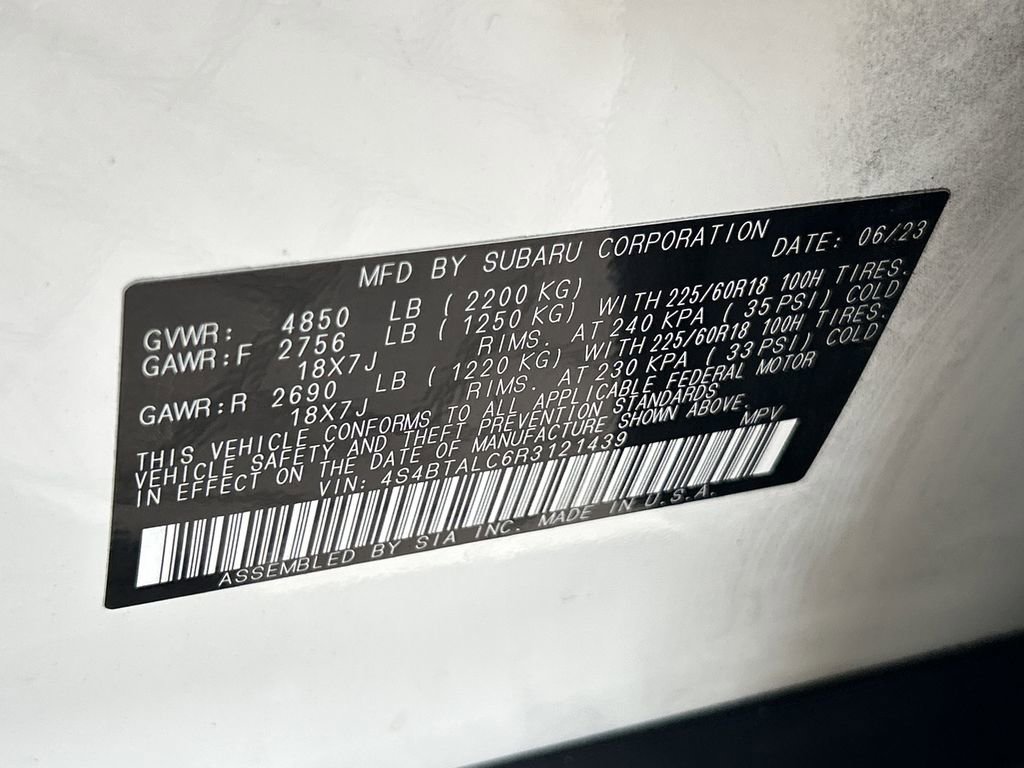 MFD BY SUBARU CORPORATION DATE: 06/23
GVWR: 4850 LB ( 2200 KG)
GAWR:F 2756 LB ( 1250 KG) WITH 225/60R18 100H TIRES.
18X7J RIMS. AT 240 KPA ( 35 PSI) COLD
GAWR:R 2690 LB ( 1220 KG) WITH 225/60R18 100H TIRES.
18X7J RIMS. AT 230 KPA ( 33 PSI) COLD
THIS VEHICLE CONFORMS TO ALL APPLICABLE FEDERAL MOTOR
VEHICLE SAFETY AND THEFT PREVENTION STANDARDS
IN EFFECT ON THE DATE OF MANUFACTURE SHOWN ABOVE.
VIN: 4S4BTALC6R3121439 MPV
ASSEMBLED BY SIA INC. MADE IN U.S.A.